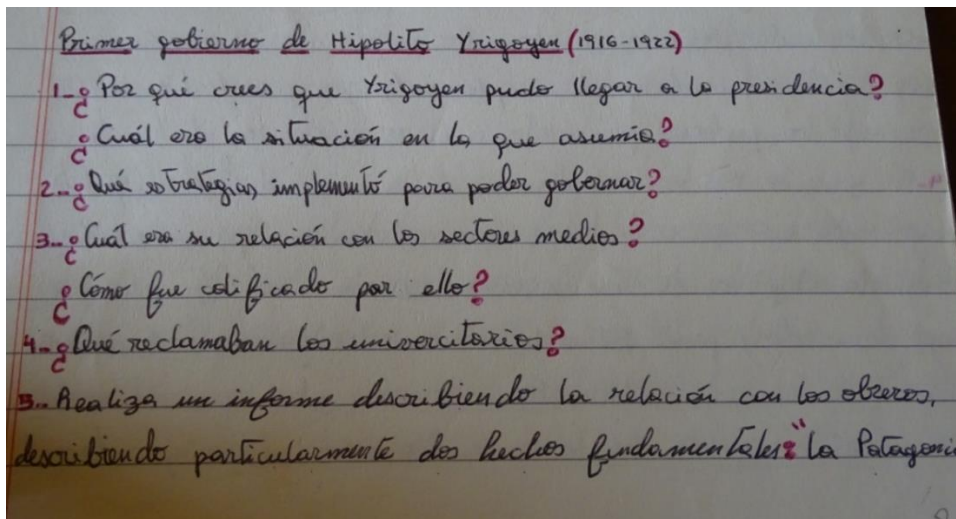 Primer gobierno de Hipolito Yrigoyen (1916-1922)
1-¿Por qué crees que Yrigoyen pudo llegar a la presidencia?
¿Cuál era la situación en la que asumia?
2-¿Qué estrategias implementó para poder gobernar?
3-¿Cuál era su relación con los sectores medios?
¿Cómo fue calificado por ello?
4-¿Qué reclamaban los univercitarios?
5-Realiza un informe describiendo la relación con los obreros,
describiendo particularmente dos hechos fundamentales: "la Patagoni